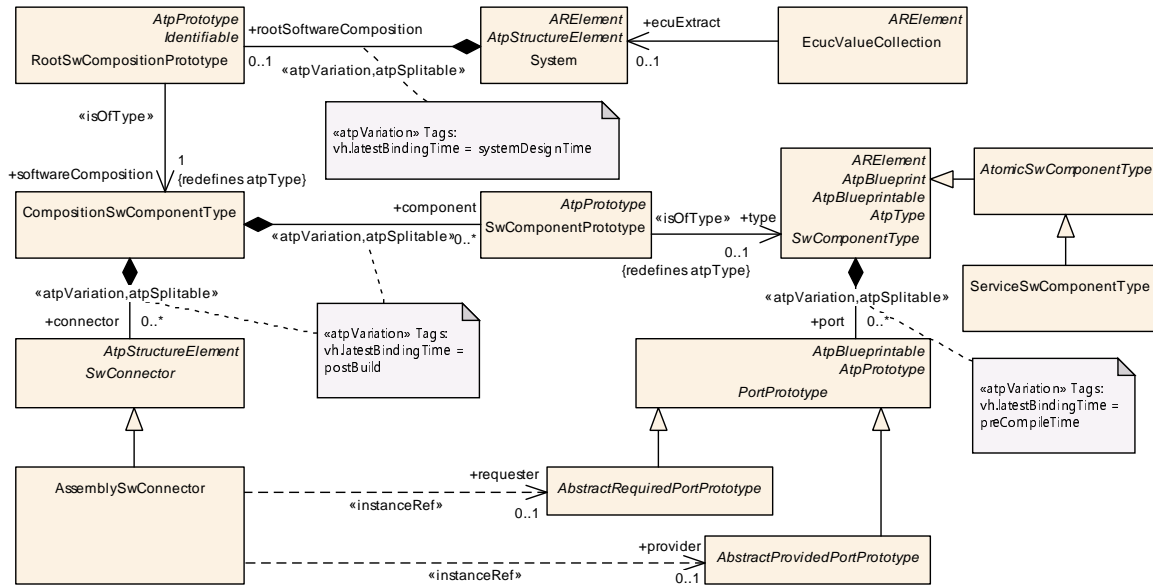 AtpPrototype
Identifiable
RootSwCompositionPrototype
+rootSoftwareComposition
0..1
«atpVariation,atpSplitable»
ARElement
AtpStructureElement
System
+ecuExtract
0..1
ARElement
EcucValueCollection
«atpVariation» Tags:
vh.latestBindingTime = systemDesignTime
«isOfType»
+softwareComposition
1
{redefines atpType}
CompositionSwComponentType
+component
«atpVariation,atpSplitable»
0..*
AtpPrototype
SwComponentPrototype
«isOfType»
+type
0..1
{redefines atpType}
ARElement
AtpBlueprint
AtpBlueprintable
AtpType
SwComponentType
AtomicSwComponentType
ServiceSwComponentType
«atpVariation,atpSplitable»
+connector
0..*
«atpVariation» Tags:
vh.latestBindingTime =
postBuild
«atpVariation,atpSplitable»
+port
0..*
AtpStructureElement
SwConnector
AtpBlueprintable
AtpPrototype
PortPrototype
«atpVariation» Tags:
vh.latestBindingTime =
preCompileTime
AssemblySwConnector
+requester
«instanceRef»
0..1
AbstractRequiredPortPrototype
+provider
«instanceRef»
0..1
AbstractProvidedPortPrototype